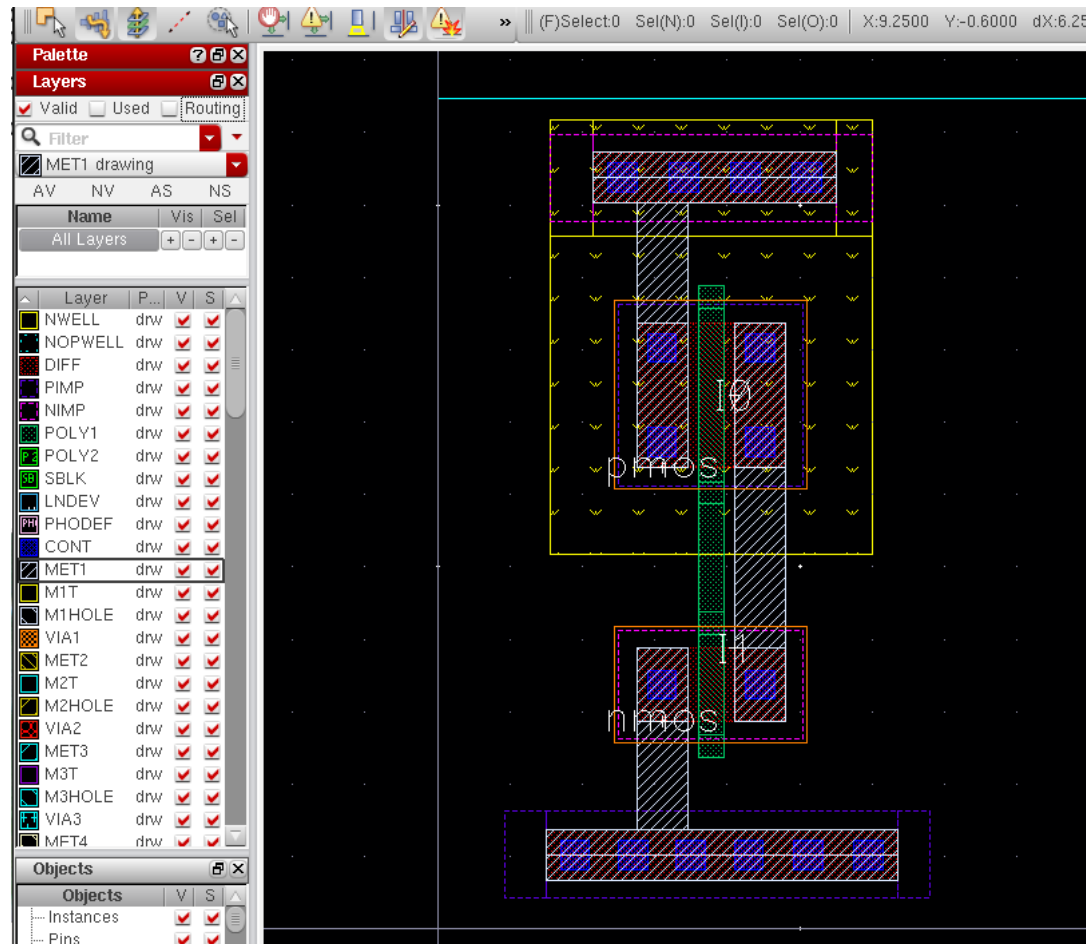 » (F)Select:0 Sel(N):0 Sel(I):0 Sel(O):0 X:9.2500 Y:-0.6000 dX:6.25
Palette
Layers
Valid Used Routing
Filter
MET1 drawing
AV NV AS NS
Name Vis Sel
All Layers + - + -
Layer P... V S
NWELL drw
NOPWELL drw
DIFF drw
PIMP drw
NIMP drw
POLY1 drw
POLY2 drw
SBLK drw
LNDEV drw
PHODEF drw
CONT drw
MET1 drw
M1T drw
M1HOLE drw
VIA1 drw
MET2 drw
M2T drw
M2HOLE drw
VIA2 drw
MET3 drw
M3T drw
M3HOLE drw
VIA3 drw
MET4 drw
Objects
Objects V S
Instances
Pins
I0
pmos
I1
nmos